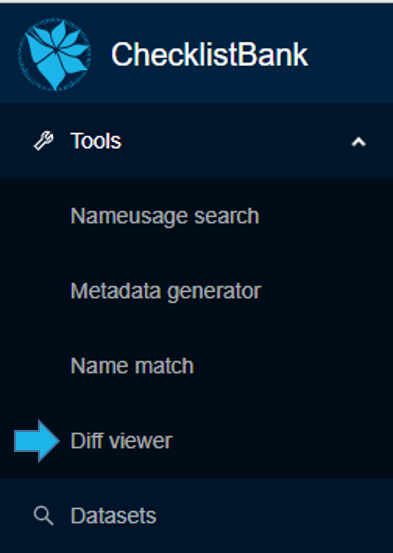 ChecklistBank
Tools
Nameusage search
Metadata generator
Name match
Diff viewer
Datasets